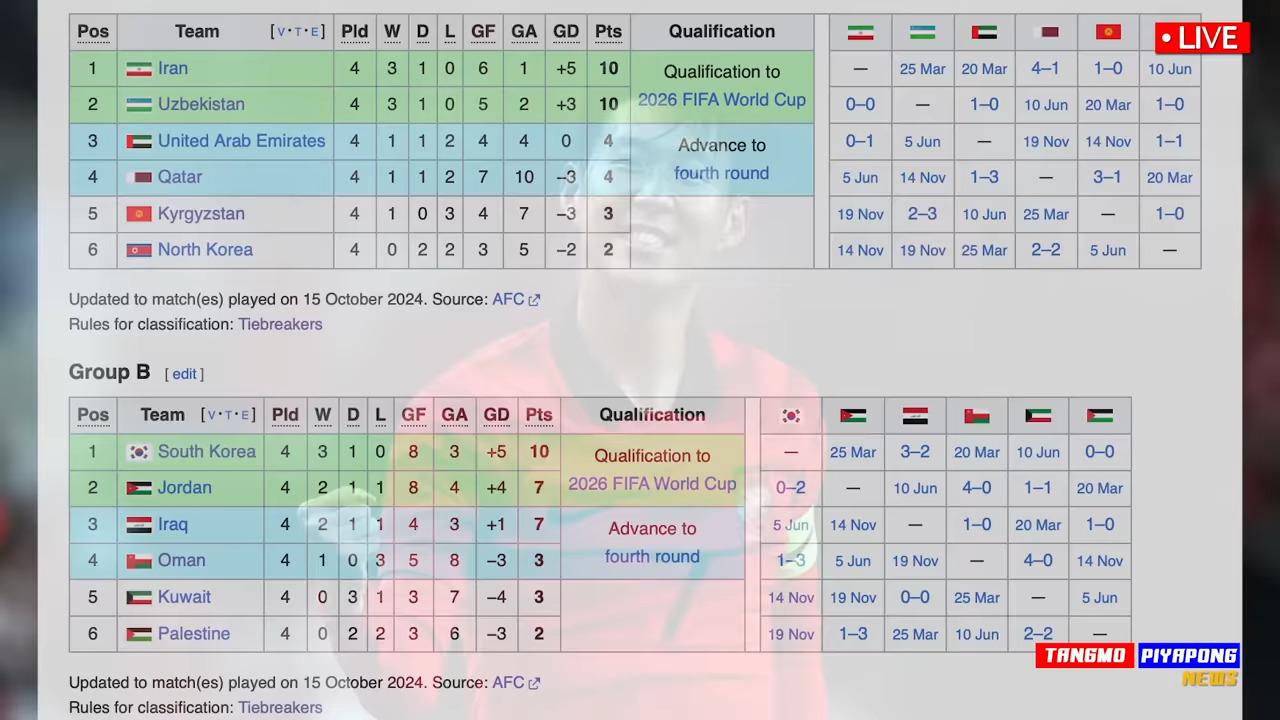 Pos Team [V·T·E] Pld W D L GF GA GD Pts Qualification
1 Iran 4 3 1 0 6 1 +5 10 Qualification to 2026 FIFA World Cup — 25 Mar 20 Mar 4–1 1–0 10 Jun
2 Uzbekistan 4 3 1 0 5 2 +3 10 0–0 — 1–0 10 Jun 20 Mar 1–0
3 United Arab Emirates 4 1 1 2 4 4 0 4 Advance to fourth round 0–1 5 Jun — 19 Nov 14 Nov 1–1
4 Qatar 4 1 1 2 7 10 –3 4 5 Jun 14 Nov 1–3 — 3–1 20 Mar
5 Kyrgyzstan 4 1 0 3 4 7 –3 3 19 Nov 2–3 10 Jun 25 Mar — 1–0
6 North Korea 4 0 2 2 3 5 –2 2 14 Nov 19 Nov 25 Mar 2–2 5 Jun —
• LIVE
Updated to match(es) played on 15 October 2024. Source: AFC
Rules for classification: Tiebreakers
Group B [ edit ]
Pos Team [V·T·E] Pld W D L GF GA GD Pts Qualification
1 South Korea 4 3 1 0 8 3 +5 10 Qualification to 2026 FIFA World Cup — 25 Mar 3–2 20 Mar 10 Jun 0–0
2 Jordan 4 2 1 1 8 4 +4 7 0–2 — 10 Jun 4–0 1–1 20 Mar
3 Iraq 4 2 1 1 4 3 +1 7 Advance to fourth round 5 Jun 14 Nov — 1–0 20 Mar 1–0
4 Oman 4 1 0 3 5 8 –3 3 1–3 5 Jun 19 Nov — 4–0 14 Nov
5 Kuwait 4 0 3 1 3 7 –4 3 14 Nov 19 Nov 0–0 25 Mar — 5 Jun
6 Palestine 4 0 2 2 3 6 –3 2 19 Nov 1–3 25 Mar 10 Jun 2–2 —
TANGMO PIYAPONG
NEWS
Updated to match(es) played on 15 October 2024. Source: AFC
Rules for classification: Tiebreakers